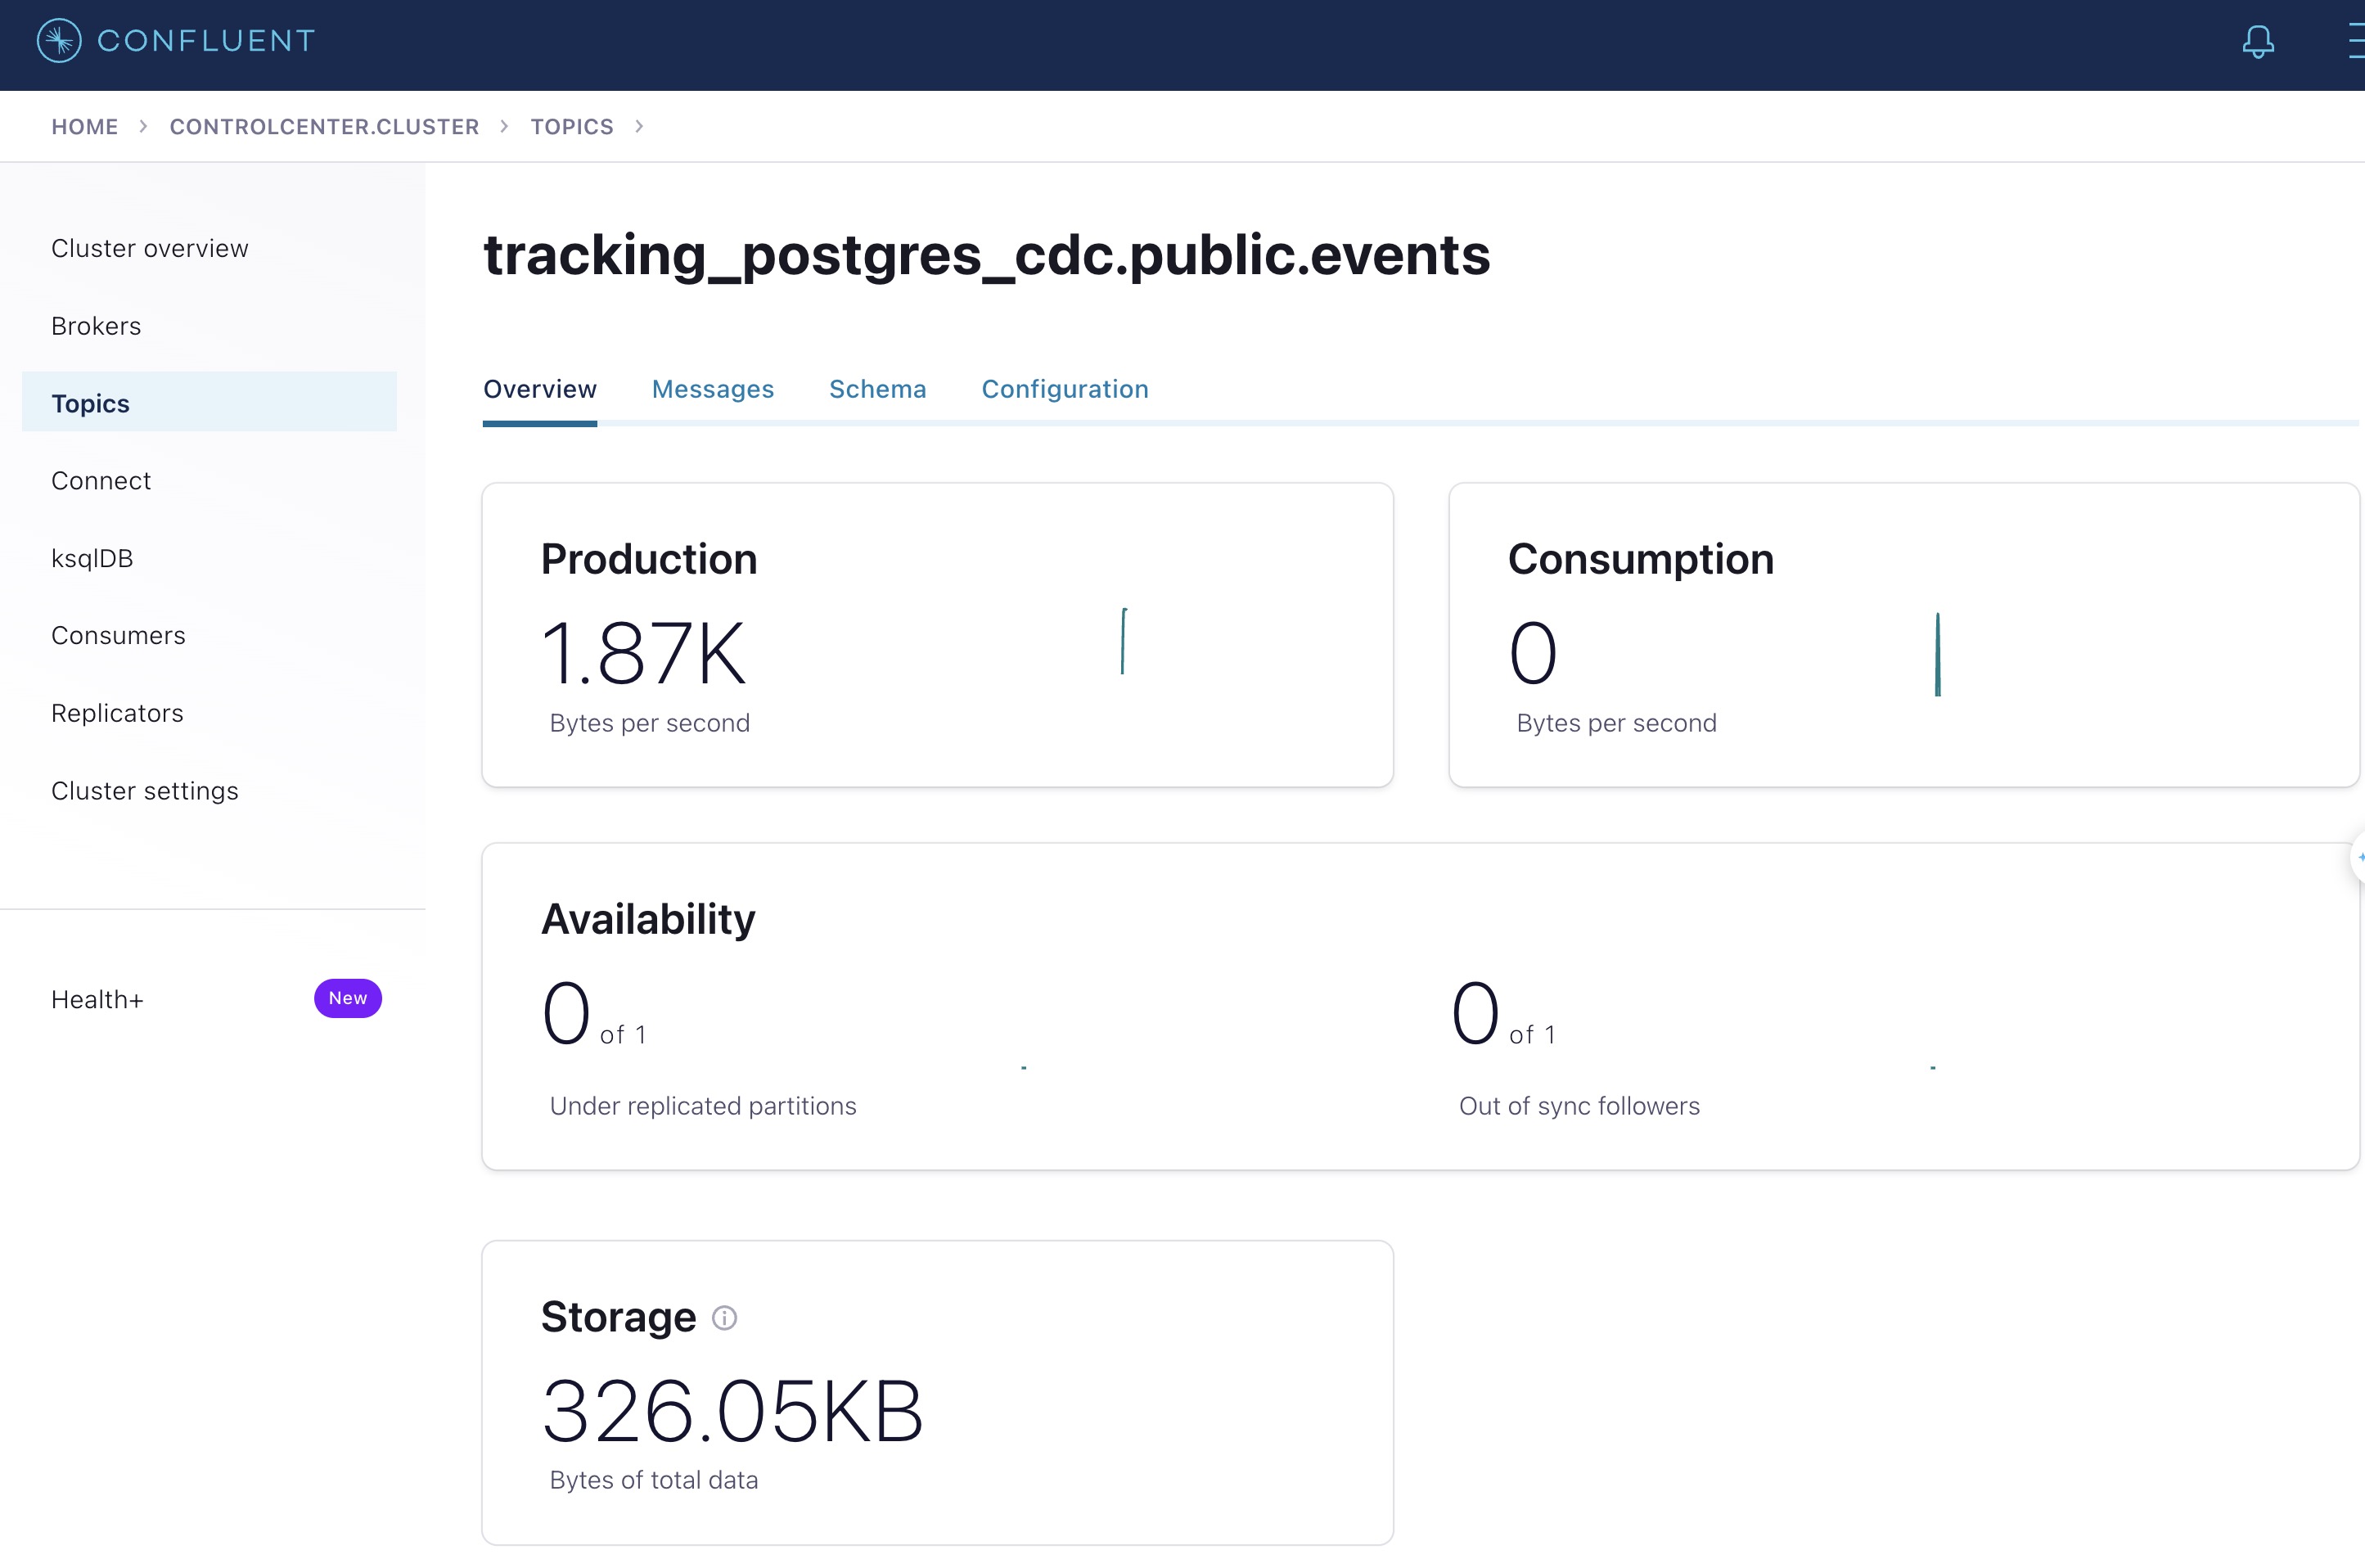 CONFLUENT
HOME > CONTROLCENTER.CLUSTER > TOPICS >
Cluster overview
Brokers
Topics
Connect
ksqlDB
Consumers
Replicators
Cluster settings
Health+ New
tracking_postgres_cdc.public.events
Overview Messages Schema Configuration
Production
1.87K
Bytes per second
Consumption
0
Bytes per second
Availability
0 of 1
Under replicated partitions
0 of 1
Out of sync followers
Storage
326.05KB
Bytes of total data